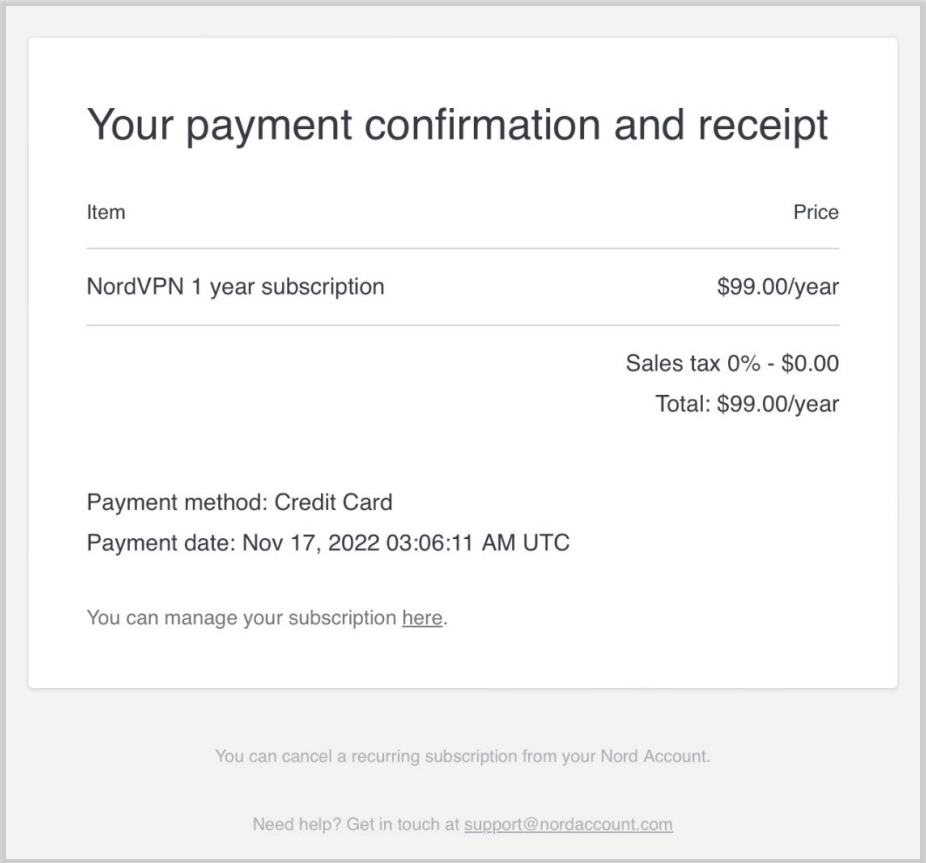 Your payment confirmation and receipt
Item Price
NordVPN 1 year subscription $99.00/year
Sales tax 0% - $0.00
Total: $99.00/year
Payment method: Credit Card
Payment date: Nov 17, 2022 03:06:11 AM UTC
You can manage your subscription here.
You can cancel a recurring subscription from your Nord Account.
Need help? Get in touch at support@nordaccount.com